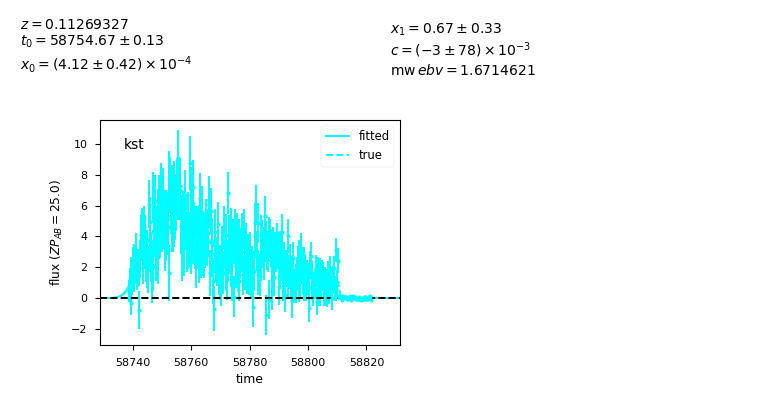 z = 0.11269327
t₀ = 58754.67 ± 0.13
x₀ = (4.12 ± 0.42) × 10⁻⁴
x₁ = 0.67 ± 0.33
c = (−3 ± 78) × 10⁻³
mw ebv = 1.6714621
kst
fitted
true
flux (ZP_AB = 25.0)
10
8
6
4
2
0
−2
58740 58760 58780 58800 58820
time